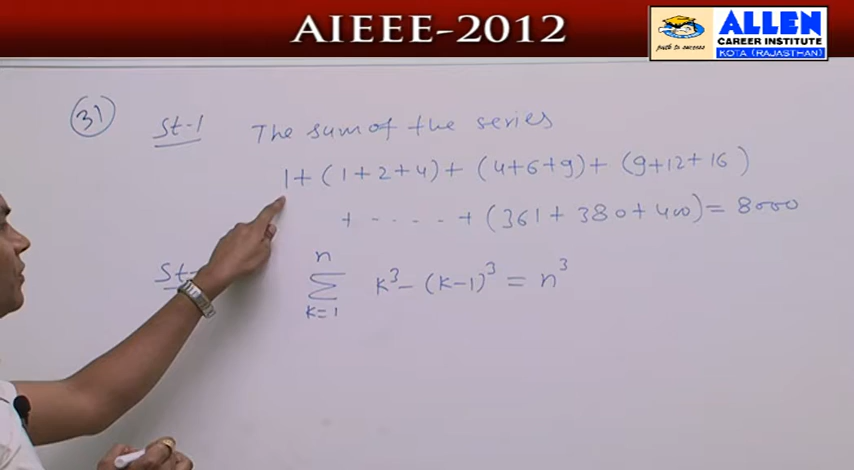 AIEEE-2012
ALLEN
CAREER INSTITUTE
KOTA (RAJASTHAN)
path to success
31 St-1 The sum of the series
1+ (1+2+4)+ (4+6+9)+ (9+12+16)
+ - - - - - + (361+380+400)= 8000
St-
n
∑ k³-(k-1)³ = n³
k=1